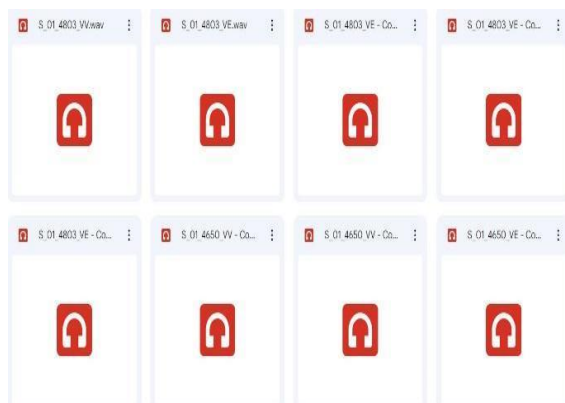 S_01_4803_VV.wav
S_01_4803_VE.wav
S_01_4803_VE - Co...
S_01_4803_VE - Co...
S_01_4803_VE - Co...
S_01_4650_VV - Co...
S_01_4650_VV - Co...
S_01_4650_VE - Co...